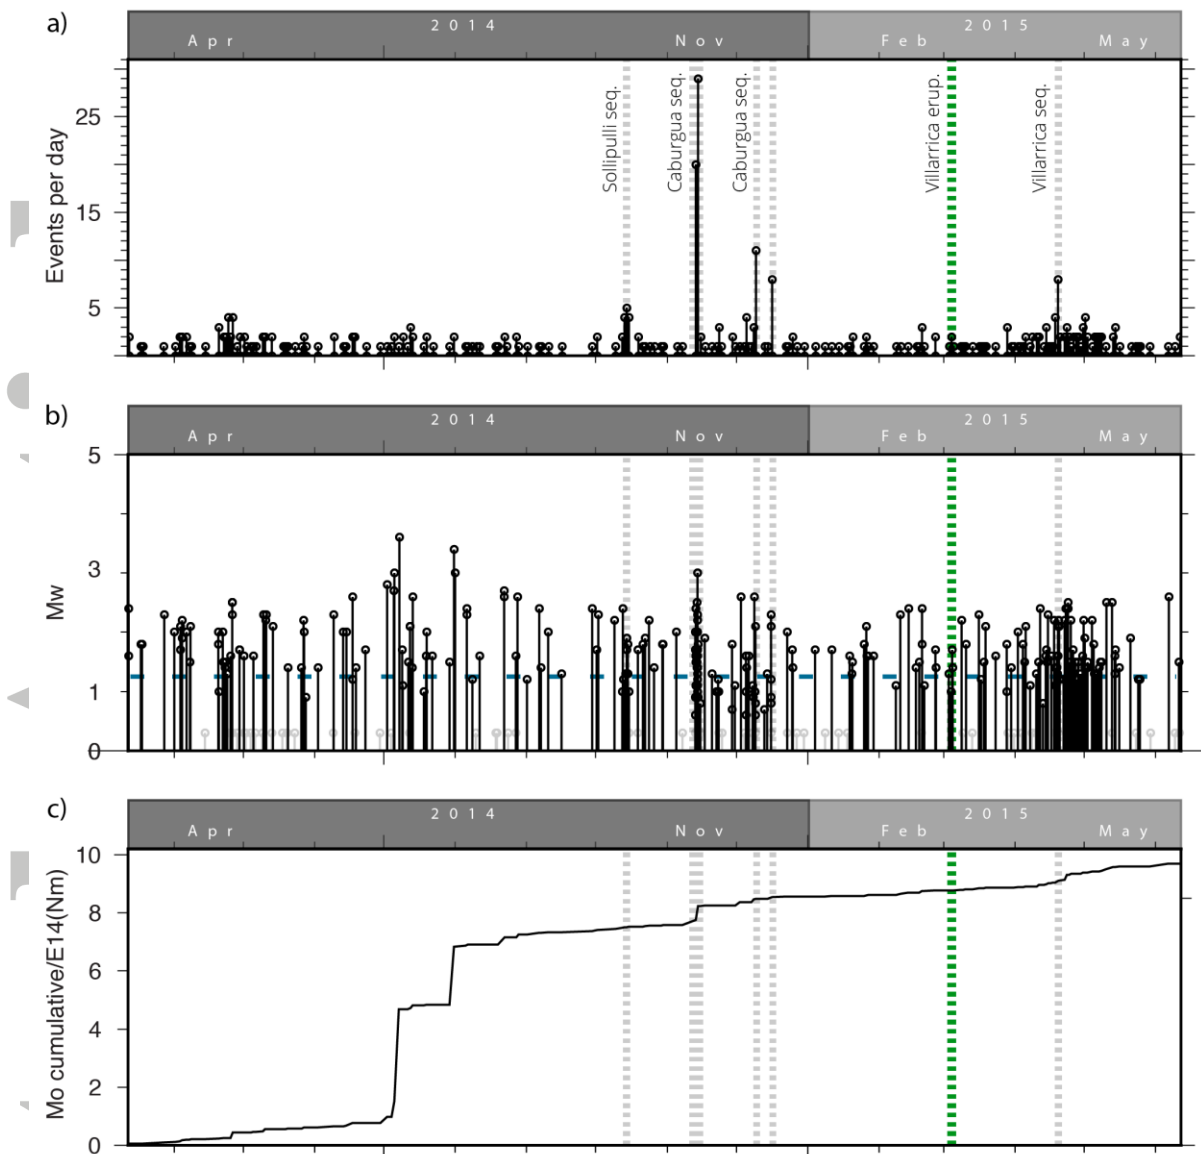 a)
2014
2015
Apr
Nov
Feb
May
Events per day
25
15
5
Sollipulli seq.
Caburgua seq.
Caburgua seq.
Villarrica erup.
Villarrica seq.
b)
2014
2015
Apr
Nov
Feb
May
Mw
5
3
1
0
c)
2014
2015
Apr
Nov
Feb
May
Mo cumulative/E14(Nm)
10
8
6
4
2
0